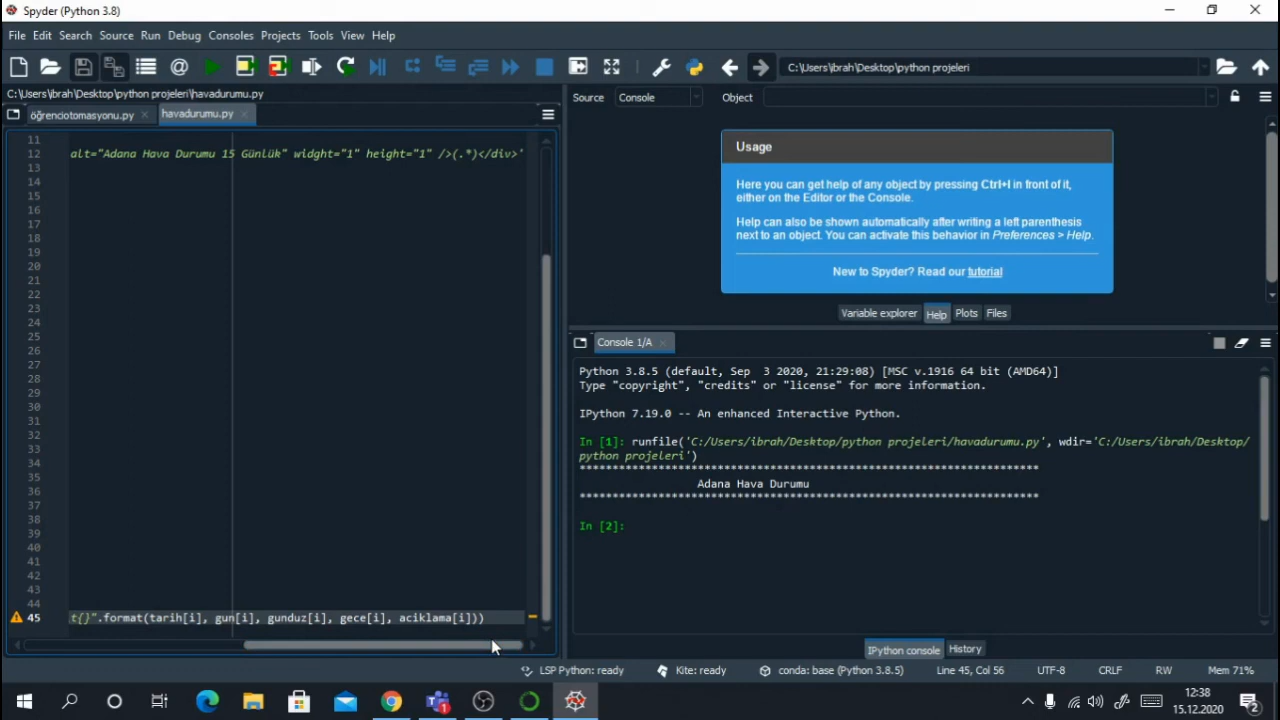 Spyder (Python 3.8)
File Edit Search Source Run Debug Consoles Projects Tools View Help
C:\Users\ibrah\Desktop\python projeleri
C:\Users\ibrah\Desktop\python projeleri\havadurumu.py
öğrenciotomasyonu.py
havadurumu.py
11
12 alt="Adana Hava Durumu 15 Günlük" widght="1" height="1" />(.*)</div>'
13
14
15
16
17
18
19
20
21
22
23
24
25
26
27
28
29
30
31
32
33
34
35
36
37
38
39
40
41
42
43
44
45 t{}".format(tarih[i], gun[i], gunduz[i], gece[i], aciklama[i]))
Source Console Object
Usage
Here you can get help of any object by pressing Ctrl+I in front of it,
either on the Editor or the Console.
Help can also be shown automatically after writing a left parenthesis
next to an object. You can activate this behavior in Preferences > Help.
New to Spyder? Read our tutorial
Variable explorer Help Plots Files
Console 1/A
Python 3.8.5 (default, Sep  3 2020, 21:29:08) [MSC v.1916 64 bit (AMD64)]
Type "copyright", "credits" or "license" for more information.
IPython 7.19.0 -- An enhanced Interactive Python.
In [1]: runfile('C:/Users/ibrah/Desktop/python projeleri/havadurumu.py', wdir='C:/Users/ibrah/Desktop/
python projeleri')
**********************************************************************
Adana Hava Durumu
**********************************************************************
In [2]:
IPython console History
LSP Python: ready Kite: ready conda: base (Python 3.8.5) Line 45, Col 56 UTF-8 CRLF RW Mem 71%
12:38
15.12.2020
1
2